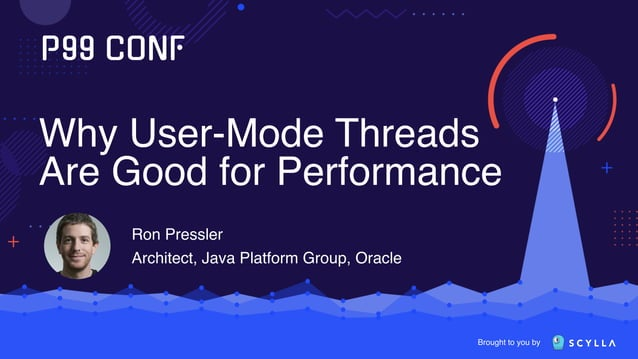 P99 CONF
Why User-Mode Threads
Are Good for Performance
Ron Pressler
Architect, Java Platform Group, Oracle
Brought to you by
SCYLLA